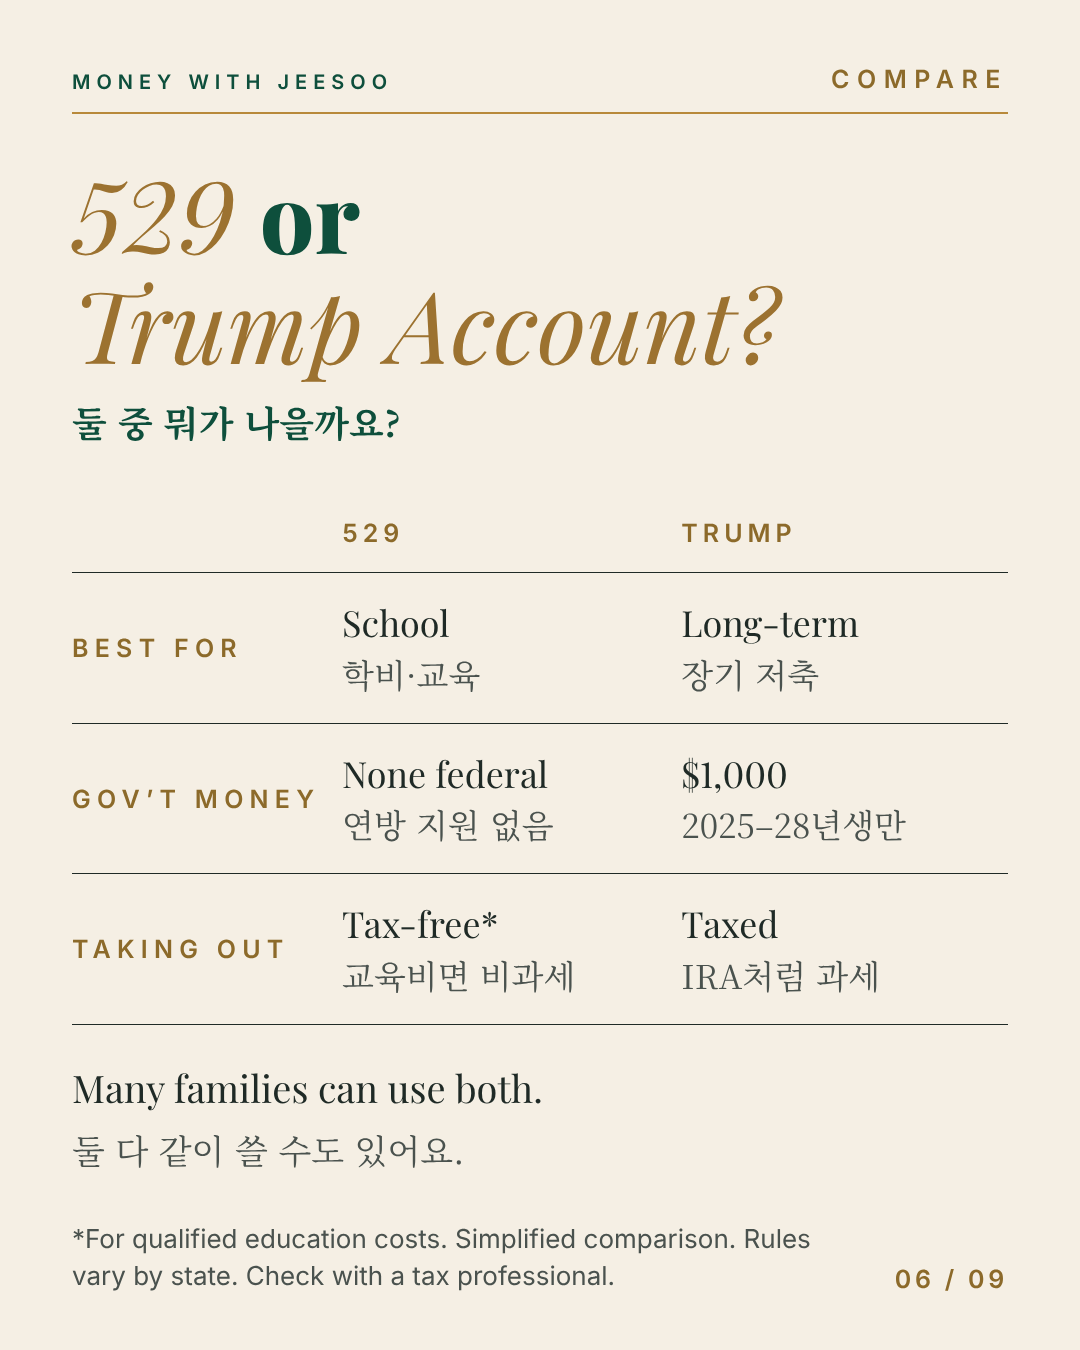 MONEY WITH JEESOO
COMPARE
529 or
Trump Account?
둘 중 뭐가 나을까요?
529 TRUMP
BEST FOR
School
학비·교육
Long-term
장기 저축
GOV’T MONEY
None federal
연방 지원 없음
$1,000
2025–28년생만
TAKING OUT
Tax-free*
교육비면 비과세
Taxed
IRA처럼 과세
Many families can use both.
둘 다 같이 쓸 수도 있어요.
*For qualified education costs. Simplified comparison. Rules
vary by state. Check with a tax professional.
06 / 09